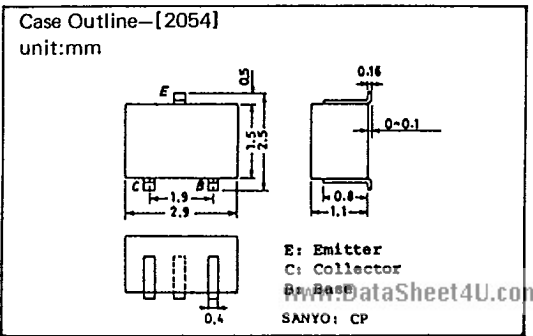 Case Outline—[2054]
unit:mm
E
0.5
0.16
0~0.1
1.5
2.5
C
B
1.9
2.9
0.8
1.1
E: Emitter
C: Collector
B: Base
www.DataSheet4U.com
0.4
SANYO: CP